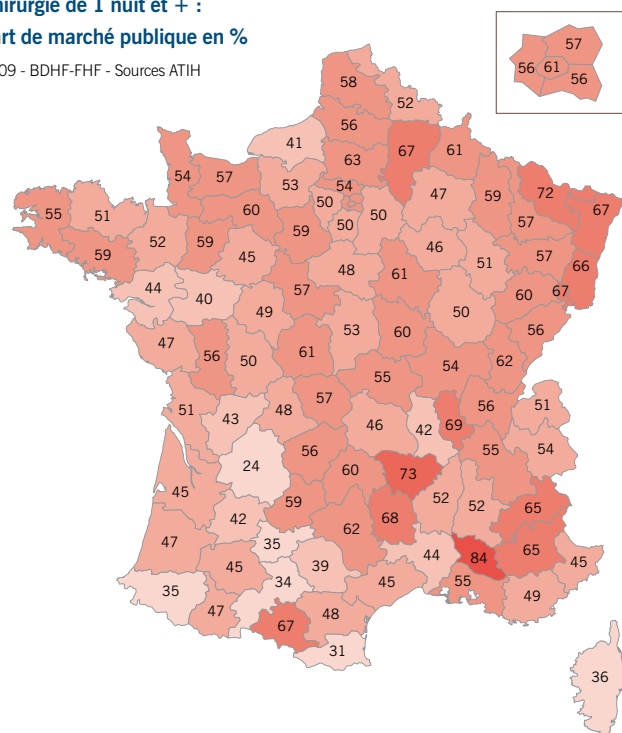 hirurgie de 1 nuit et + :
art de marché publique en %
09 - BDHF-FHF - Sources ATIH
57
56 61
56
58
52
56
41
63 67 61
54 57 53 54 47 59 72 67
50 50
55 51 60 59 50 57
59 52 59 45 48 61 46 51 57 66
44 40 49 57 50 60 67
47 56 50 61 53 60 56
55 54 62
51 43 48 57 46 42 69 56 51
24 56 60 73 55 54
45 42 59 62 68 52 52 65
47 35 39 44 84 65 45
35 45 34 45 55 49
47 67 48
31
36